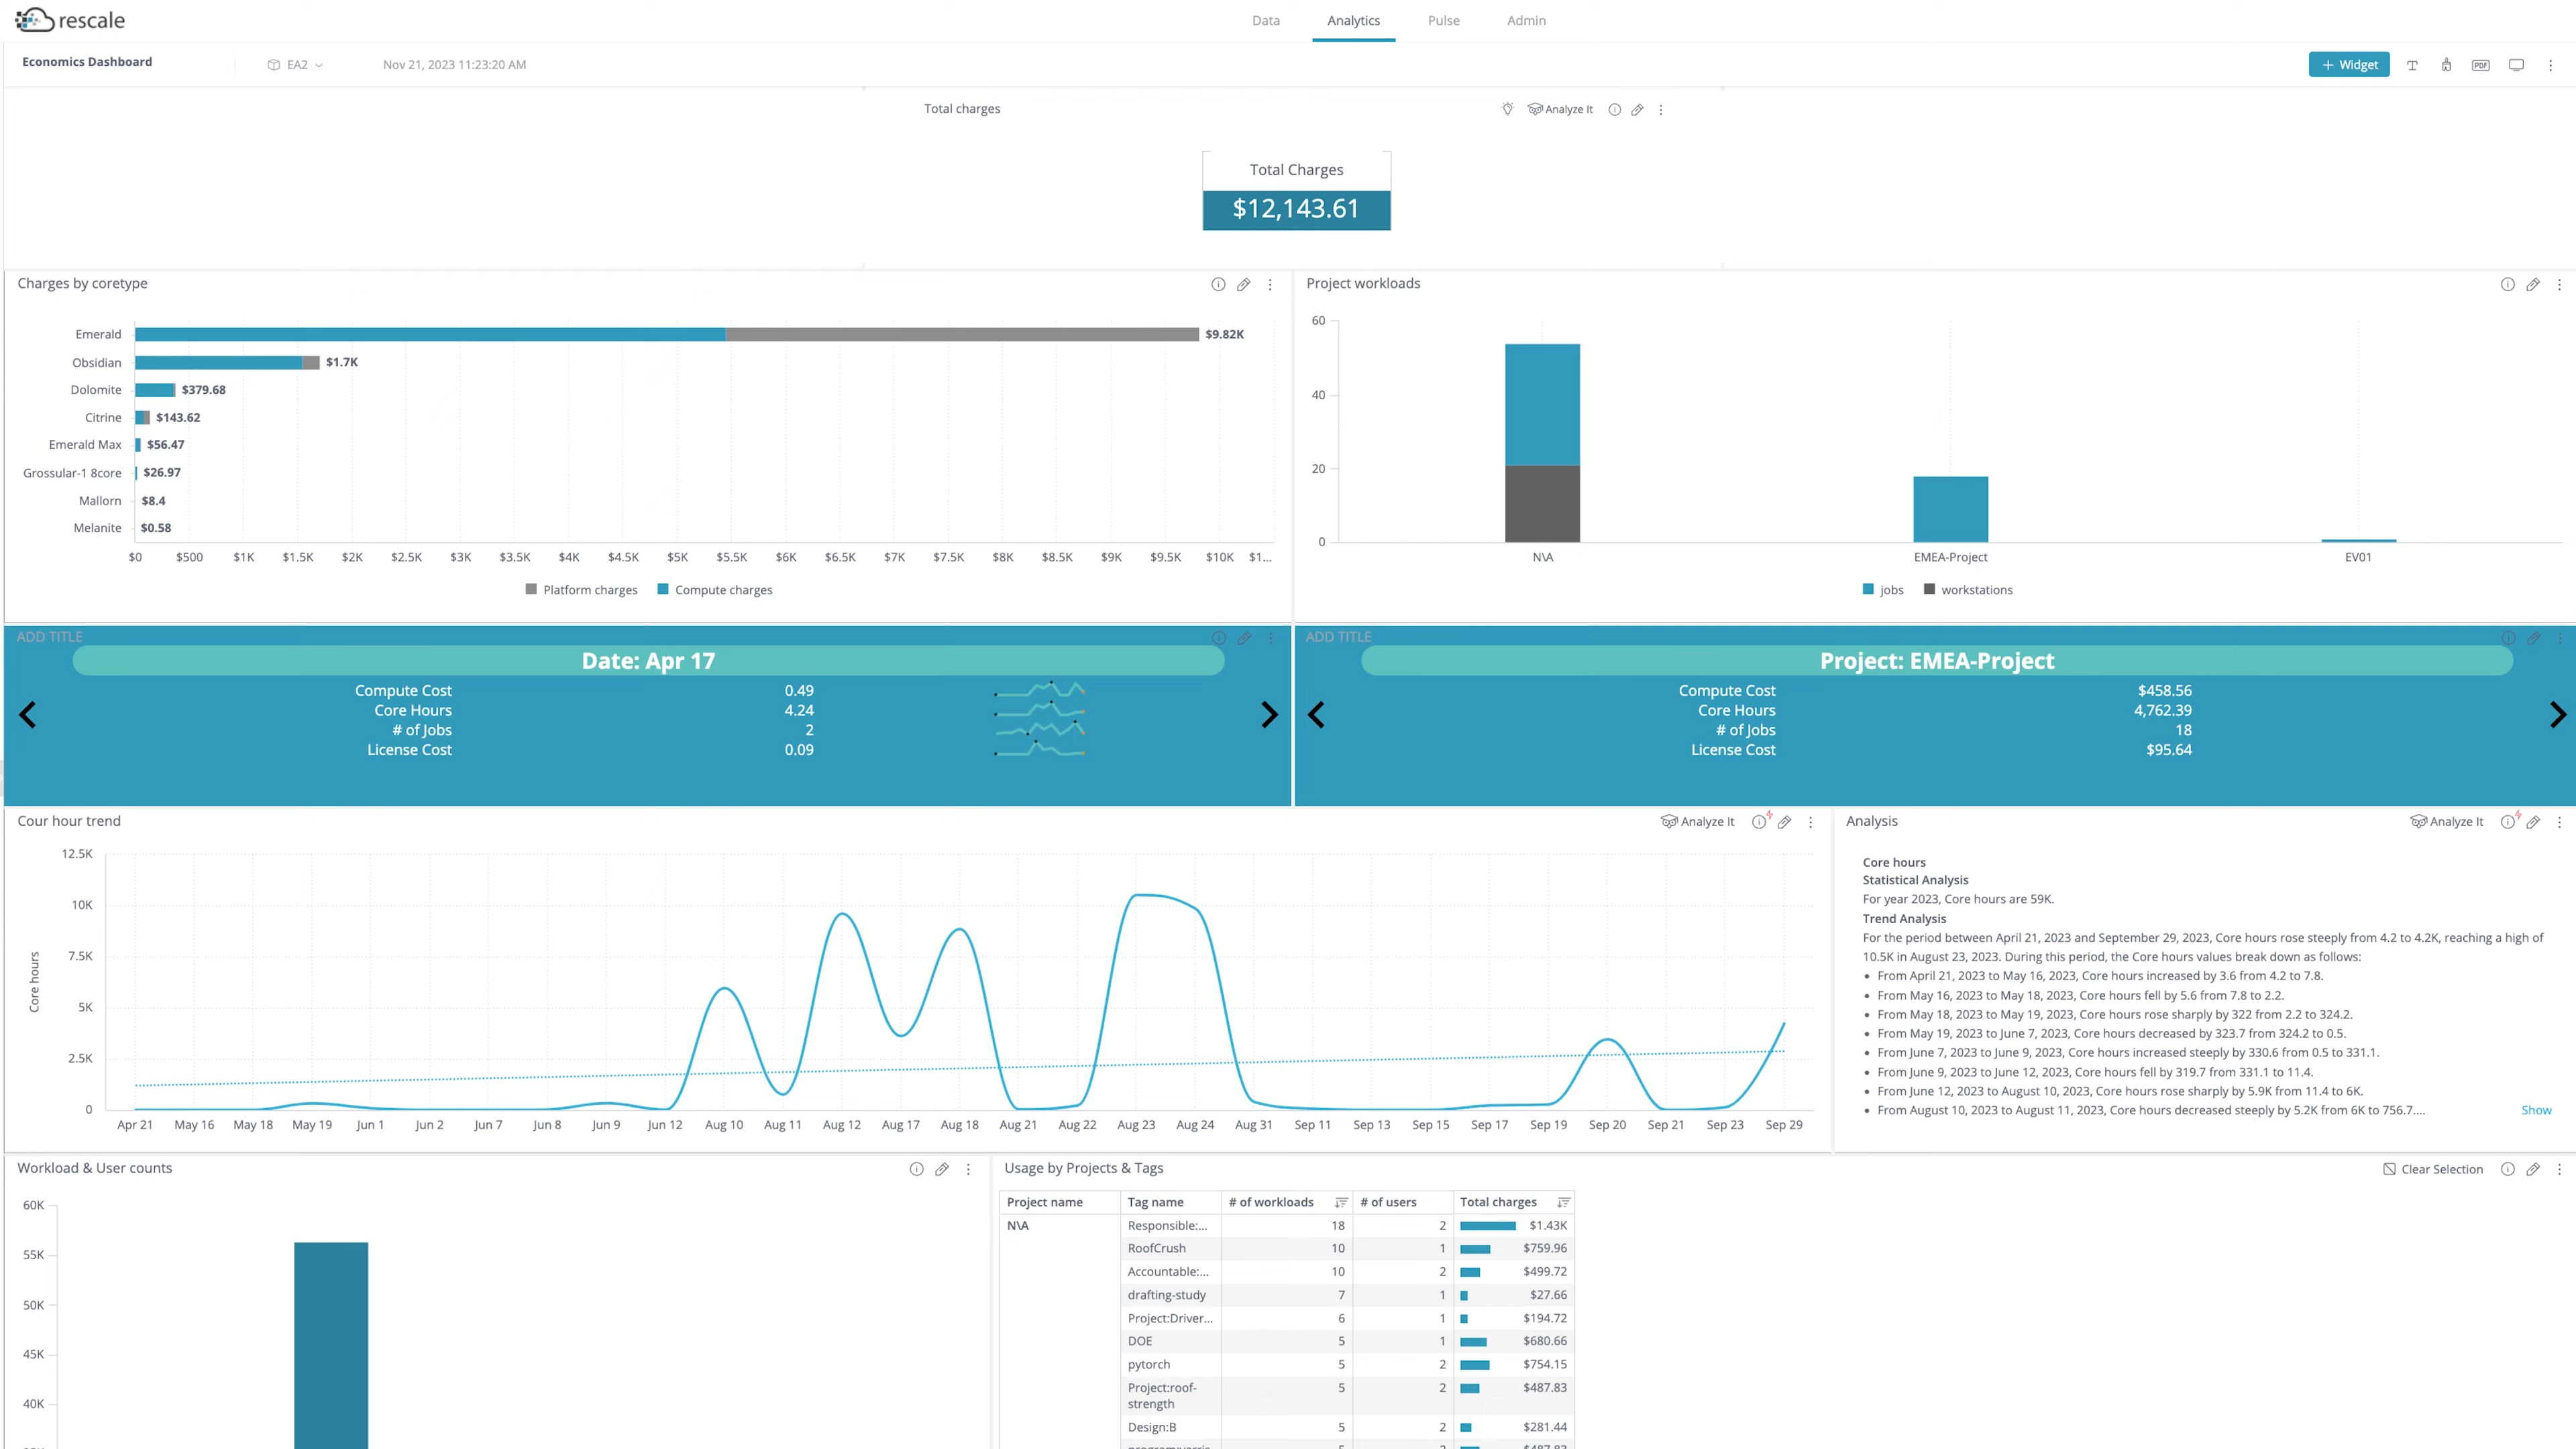 rescale
Data
Analytics
Pulse
Admin
Economics Dashboard
EA2
Nov 21, 2023 11:23:20 AM
+ Widget
PDF
Total charges
Analyze It
Total Charges
$12,143.61
Charges by coretype
Emerald
$9.82K
Obsidian
$1.7K
Dolomite
$379.68
Citrine
$143.62
Emerald Max
$56.47
Grossular-1 8core
$26.97
Mallorn
$8.4
Melanite
$0.58
$0 $500 $1K $1.5K $2K $2.5K $3K $3.5K $4K $4.5K $5K $5.5K $6K $6.5K $7K $7.5K $8K $8.5K $9K $9.5K $10K $1...
Platform charges
Compute charges
Project workloads
60
40
20
0
N\A
EMEA-Project
EV01
jobs
workstations
ADD TITLE
Date: Apr 17
Compute Cost 0.49
Core Hours 4.24
# of Jobs 2
License Cost 0.09
ADD TITLE
Project: EMEA-Project
Compute Cost $458.56
Core Hours 4,762.39
# of Jobs 18
License Cost $95.64
Cour hour trend
Analyze It
Core hours
12.5K
10K
7.5K
5K
2.5K
0
Apr 21 May 16 May 18 May 19 Jun 1 Jun 2 Jun 7 Jun 8 Jun 9 Jun 12 Aug 10 Aug 11 Aug 12 Aug 17 Aug 18 Aug 21 Aug 22 Aug 23 Aug 24 Aug 31 Sep 11 Sep 13 Sep 15 Sep 17 Sep 19 Sep 20 Sep 21 Sep 23 Sep 29
Analysis
Analyze It
Core hours
Statistical Analysis
For year 2023, Core hours are 59K.
Trend Analysis
For the period between April 21, 2023 and September 29, 2023, Core hours rose steeply from 4.2 to 4.2K, reaching a high of
10.5K in August 23, 2023. During this period, the Core hours values break down as follows:
• From April 21, 2023 to May 16, 2023, Core hours increased by 3.6 from 4.2 to 7.8.
• From May 16, 2023 to May 18, 2023, Core hours fell by 5.6 from 7.8 to 2.2.
• From May 18, 2023 to May 19, 2023, Core hours rose sharply by 322 from 2.2 to 324.2.
• From May 19, 2023 to June 7, 2023, Core hours decreased by 323.7 from 324.2 to 0.5.
• From June 7, 2023 to June 9, 2023, Core hours increased steeply by 330.6 from 0.5 to 331.1.
• From June 9, 2023 to June 12, 2023, Core hours fell by 319.7 from 331.1 to 11.4.
• From June 12, 2023 to August 10, 2023, Core hours rose sharply by 5.9K from 11.4 to 6K.
• From August 10, 2023 to August 11, 2023, Core hours decreased steeply by 5.2K from 6K to 756.7....
Show
Workload & User counts
60K
55K
50K
45K
40K
Usage by Projects & Tags
Clear Selection
Project name Tag name # of workloads # of users Total charges
N\A Responsible:... 18 2 $1.43K
RoofCrush 10 1 $759.96
Accountable:... 10 2 $499.72
drafting-study 7 1 $27.66
Project:Driver... 6 1 $194.72
DOE 5 1 $680.66
pytorch 5 2 $754.15
Project:roof- 5 2 $487.83
strength
Design:B 5 2 $281.44